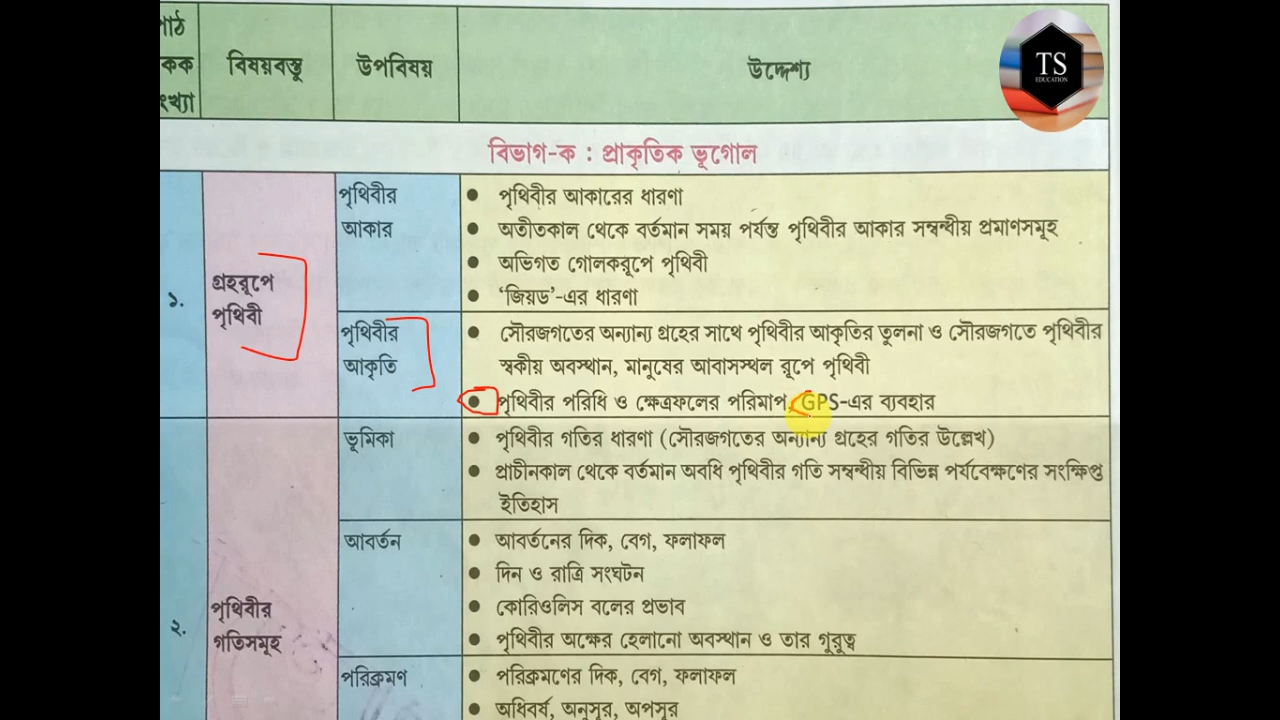 পাঠ
কক
ংখ্যা
বিষয়বস্তু
উপবিষয়
উদ্দেশ্য
TS
EDUCATION
বিভাগ-ক : প্রাকৃতিক ভূগোল
১.
গ্রহরূপে
পৃথিবী
পৃথিবীর
আকার
● পৃথিবীর আকারের ধারণা
● অতীতকাল থেকে বর্তমান সময় পর্যন্ত পৃথিবীর আকার সম্বন্ধীয় প্রমাণসমূহ
● অভিগত গোলকরূপে পৃথিবী
● ‘জিয়ড’-এর ধারণা
পৃথিবীর
আকৃতি
● সৌরজগতের অন্যান্য গ্রহের সাথে পৃথিবীর আকৃতির তুলনা ও সৌরজগতে পৃথিবীর
স্বকীয় অবস্থান, মানুষের আবাসস্থল রূপে পৃথিবী
● পৃথিবীর পরিধি ও ক্ষেত্রফলের পরিমাপ, GPS-এর ব্যবহার
২.
পৃথিবীর
গতিসমূহ
ভূমিকা
● পৃথিবীর গতির ধারণা (সৌরজগতের অন্যান্য গ্রহের গতির উল্লেখ)
● প্রাচীনকাল থেকে বর্তমান অবধি পৃথিবীর গতি সম্বন্ধীয় বিভিন্ন পর্যবেক্ষণের সংক্ষিপ্ত
ইতিহাস
আবর্তন
● আবর্তনের দিক, বেগ, ফলাফল
● দিন ও রাত্রি সংঘটন
● কোরিওলিস বলের প্রভাব
● পৃথিবীর অক্ষের হেলানো অবস্থান ও তার গুরুত্ব
পরিক্রমণ
● পরিক্রমণের দিক, বেগ, ফলাফল
● অধিবর্ষ, অনুসূর, অপসূর